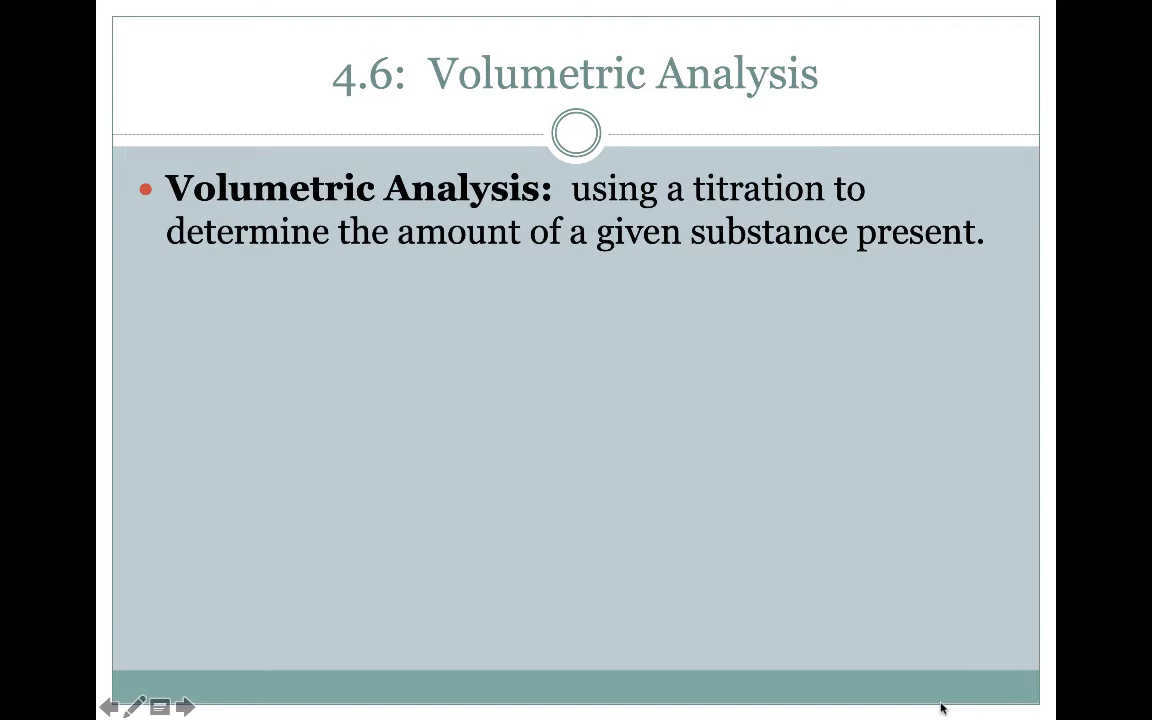 4.6:  Volumetric Analysis
Volumetric Analysis:  using a titration to
determine the amount of a given substance present.